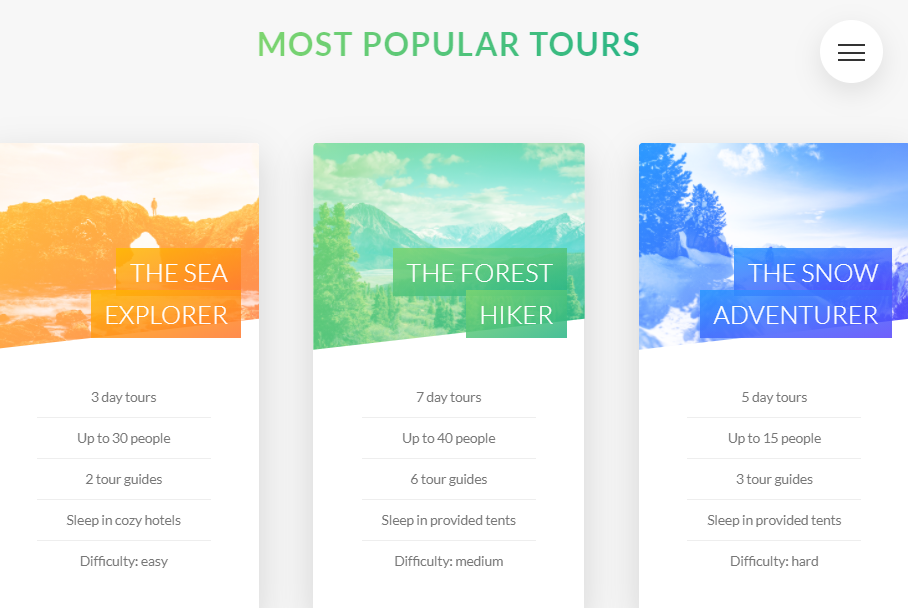 MOST POPULAR TOURS
THE SEA
EXPLORER
3 day tours
Up to 30 people
2 tour guides
Sleep in cozy hotels
Difficulty: easy
THE FOREST
HIKER
7 day tours
Up to 40 people
6 tour guides
Sleep in provided tents
Difficulty: medium
THE SNOW
ADVENTURER
5 day tours
Up to 15 people
3 tour guides
Sleep in provided tents
Difficulty: hard